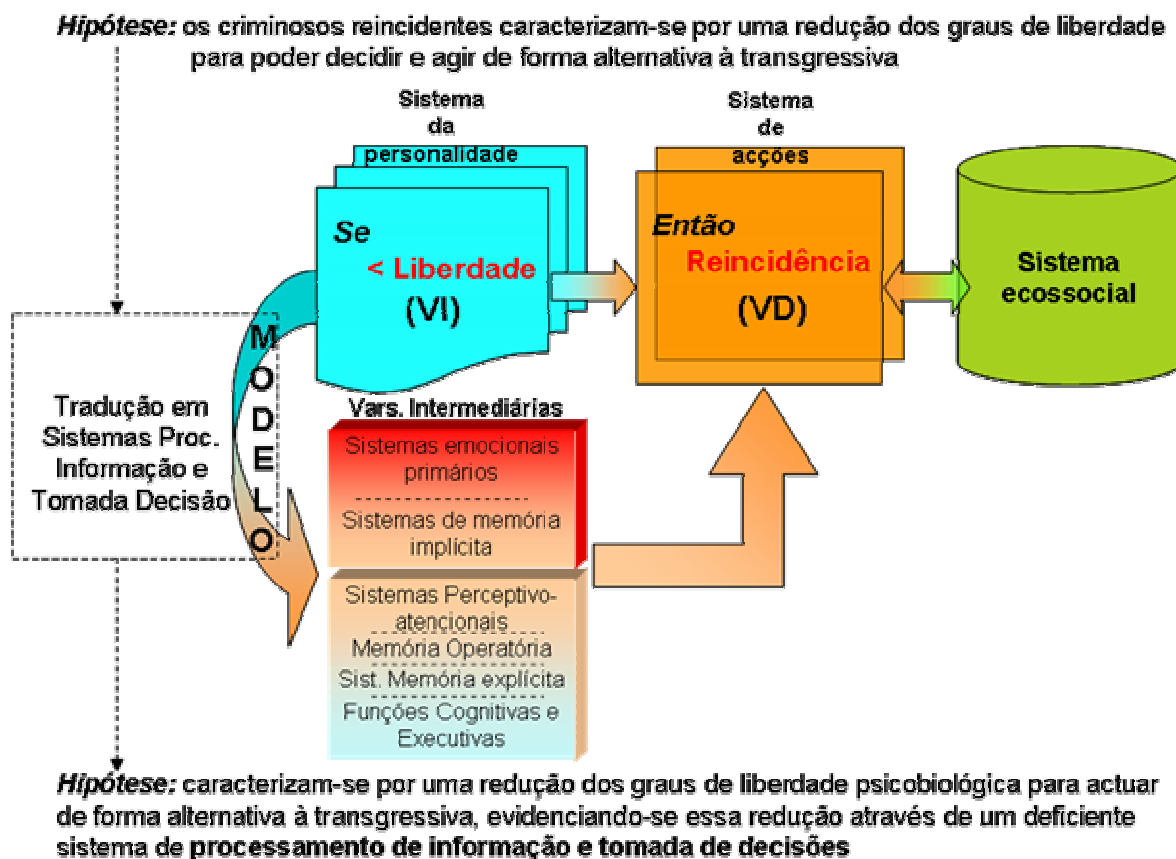 Hipótese: os criminosos reincidentes caracterizam-se por uma redução dos graus de liberdade
para poder decidir e agir de forma alternativa à transgressiva
Sistema
da
personalidade
Sistema
de
acções
Se
< Liberdade
(VI)
Então
Reincidência
(VD)
Sistema
ecossocial
MODELO
Tradução em
Sistemas Proc.
Informação e
Tomada Decisão
Vars. Intermediárias
Sistemas emocionais
primários
Sistemas de memória
implícita
Sistemas Perceptivo-
atencionais
Memória Operatória
Sist. Memória explícita
Funções Cognitivas e
Executivas
Hipótese: caracterizam-se por uma redução dos graus de liberdade psicobiológica para actuar
de forma alternativa à transgressiva, evidenciando-se essa redução através de um deficiente
sistema de processamento de informação e tomada de decisões